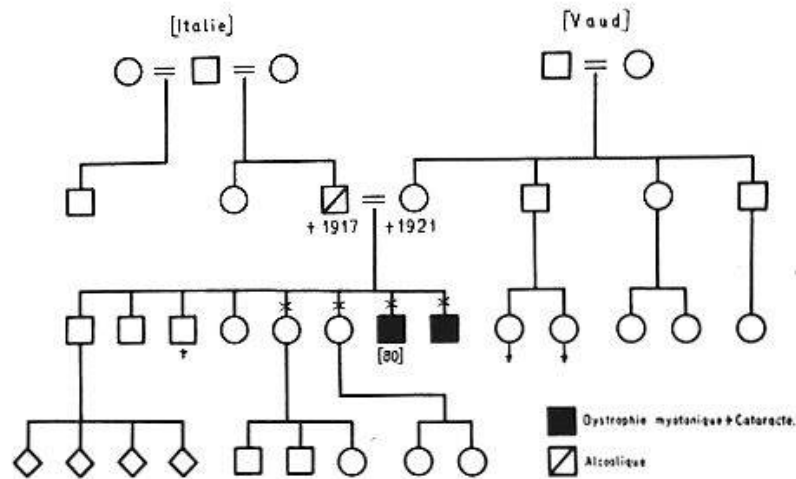 [Italie]
[Vaud]
+ 1917
+ 1921
[80]
Dystrophie myotonique + Cataracte.
Alcoolique